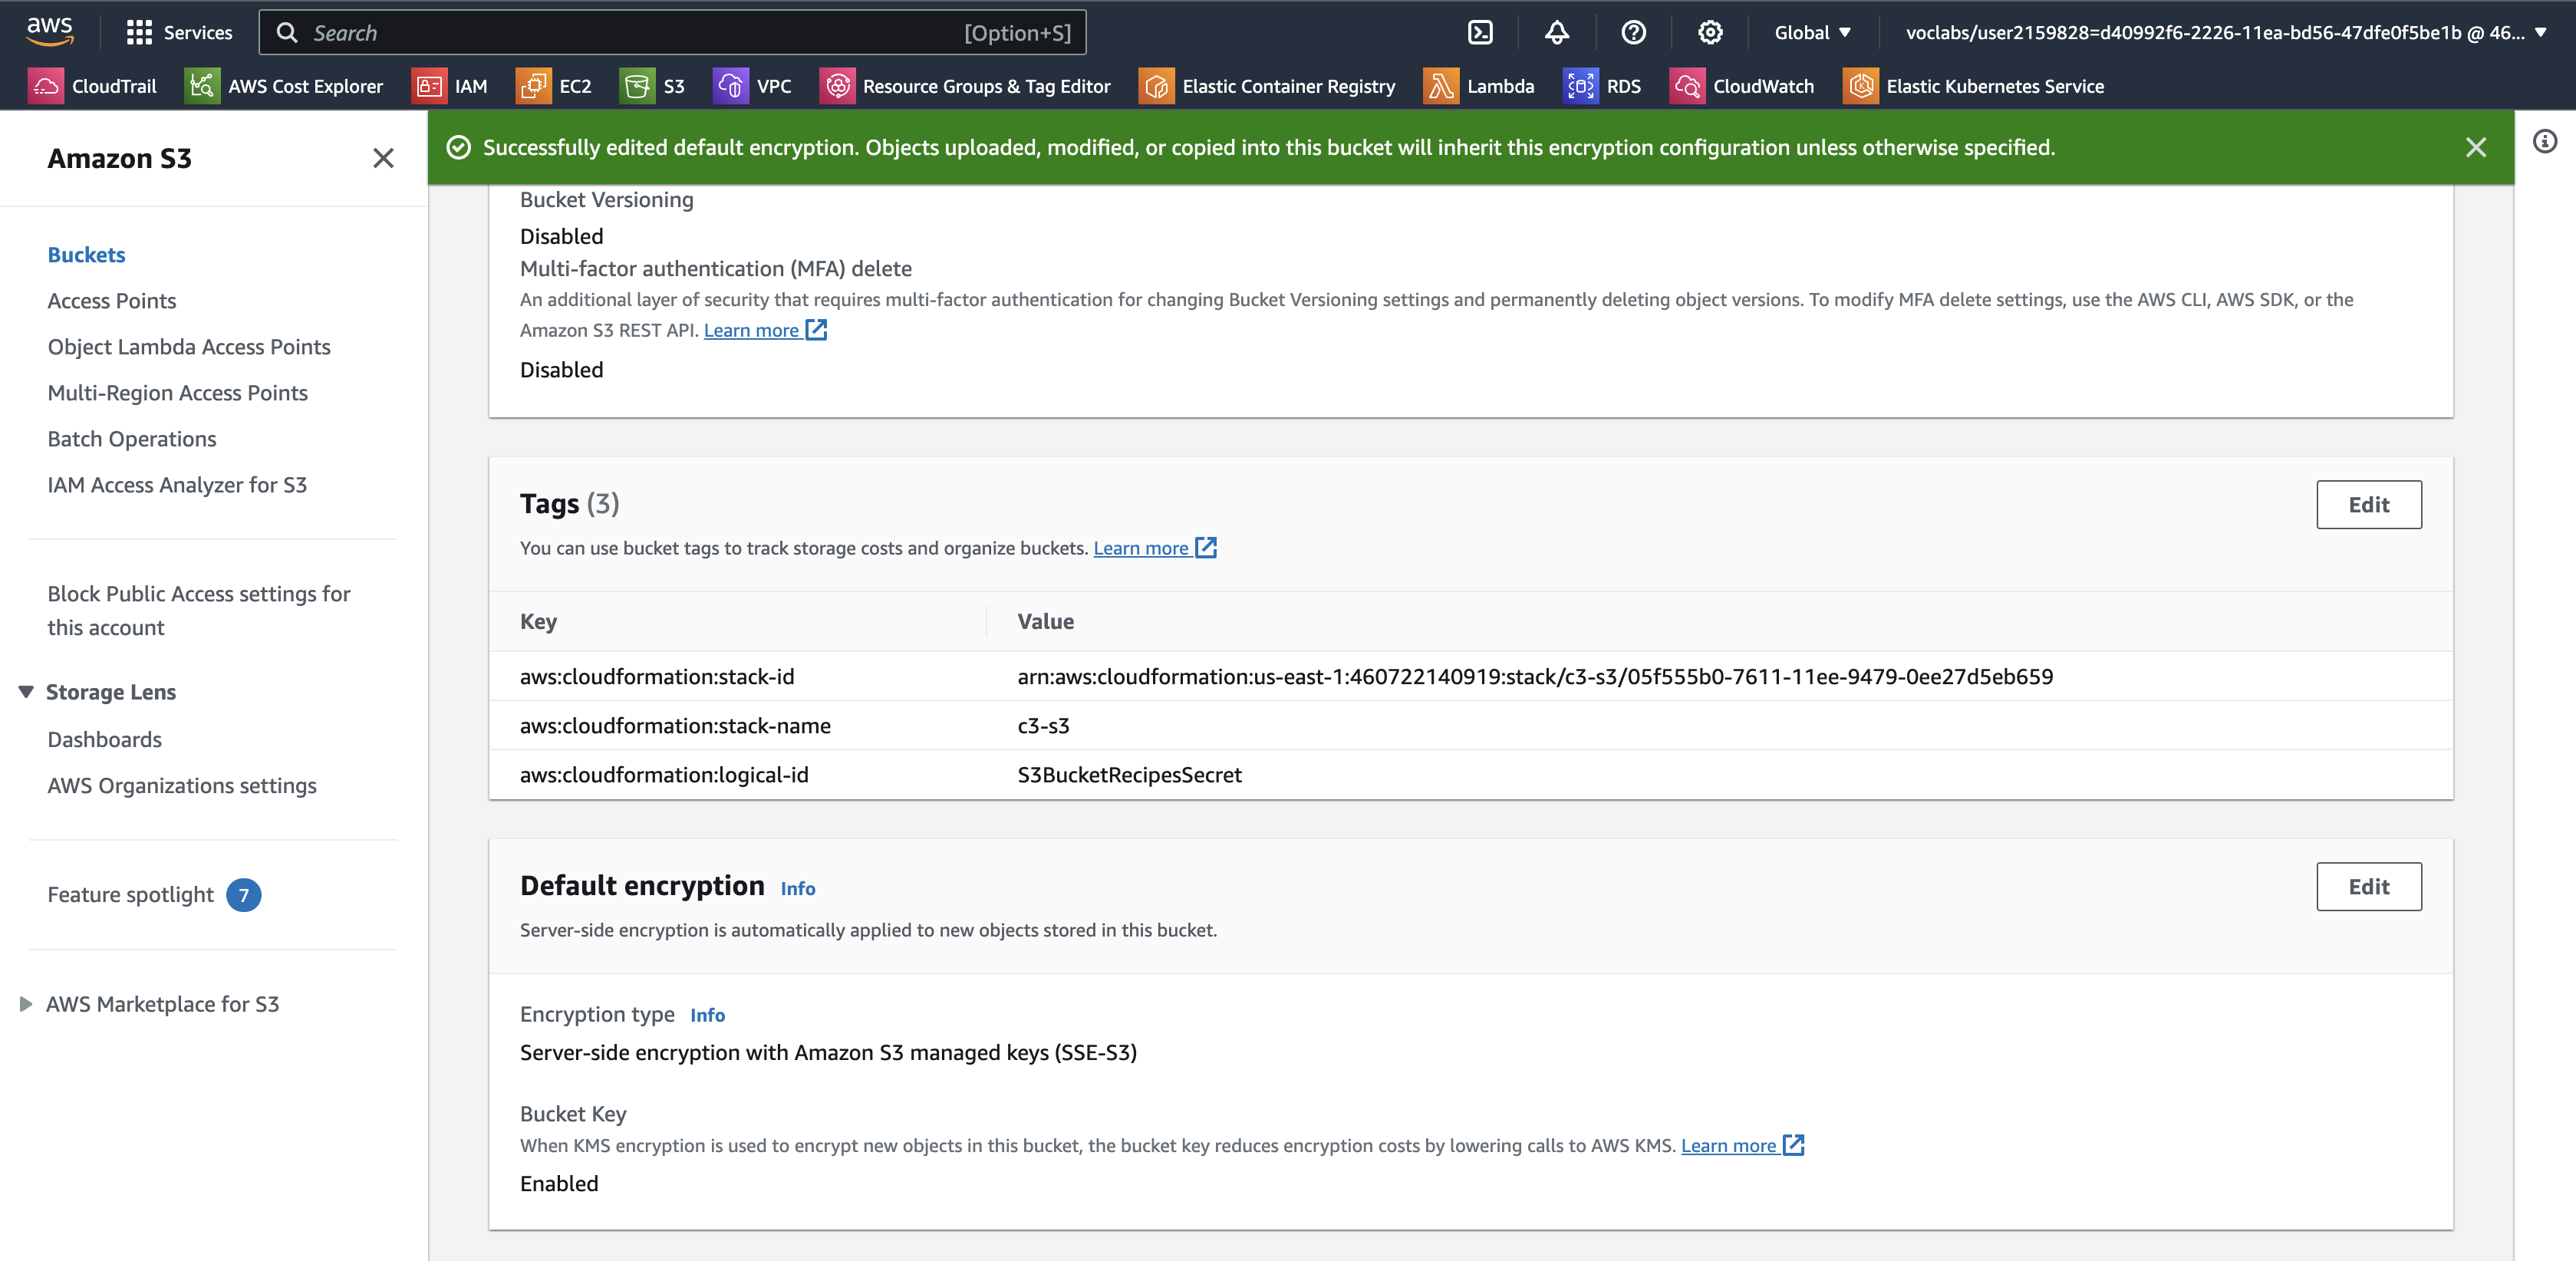 aws
Services
Search
[Option+S]
Global
voclabs/user2159828=d40992f6-2226-11ea-bd56-47dfe0f5be1b @ 46...
CloudTrail
AWS Cost Explorer
IAM
EC2
S3
VPC
Resource Groups & Tag Editor
Elastic Container Registry
Lambda
RDS
CloudWatch
Elastic Kubernetes Service
Amazon S3
Buckets
Access Points
Object Lambda Access Points
Multi-Region Access Points
Batch Operations
IAM Access Analyzer for S3
Block Public Access settings for
this account
Storage Lens
Dashboards
AWS Organizations settings
Feature spotlight 7
AWS Marketplace for S3
Successfully edited default encryption. Objects uploaded, modified, or copied into this bucket will inherit this encryption configuration unless otherwise specified.
Bucket Versioning
Disabled
Multi-factor authentication (MFA) delete
An additional layer of security that requires multi-factor authentication for changing Bucket Versioning settings and permanently deleting object versions. To modify MFA delete settings, use the AWS CLI, AWS SDK, or the
Amazon S3 REST API. Learn more
Disabled
Tags (3)
Edit
You can use bucket tags to track storage costs and organize buckets. Learn more
Key Value
aws:cloudformation:stack-id arn:aws:cloudformation:us-east-1:460722140919:stack/c3-s3/05f555b0-7611-11ee-9479-0ee27d5eb659
aws:cloudformation:stack-name c3-s3
aws:cloudformation:logical-id S3BucketRecipesSecret
Default encryption Info
Edit
Server-side encryption is automatically applied to new objects stored in this bucket.
Encryption type Info
Server-side encryption with Amazon S3 managed keys (SSE-S3)
Bucket Key
When KMS encryption is used to encrypt new objects in this bucket, the bucket key reduces encryption costs by lowering calls to AWS KMS. Learn more
Enabled